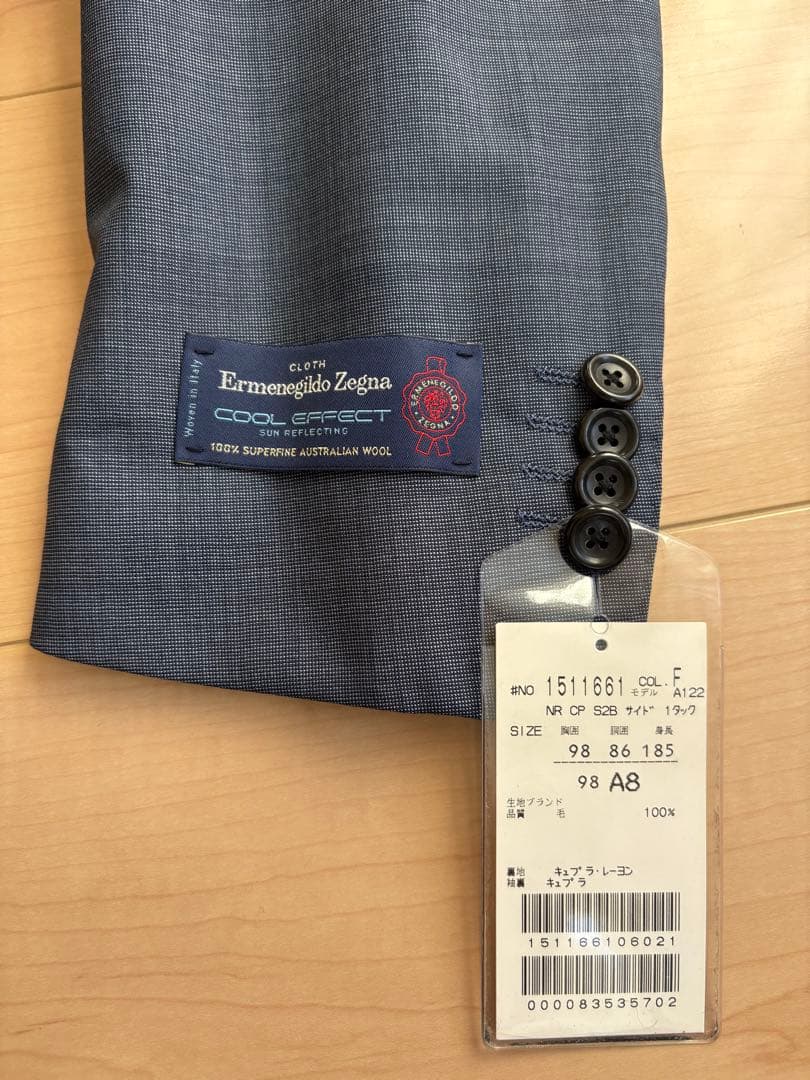 Woven in Italy
CLOTH
Ermenegildo Zegna
COOL EFFECT
SUN REFLECTING
100% SUPERFINE AUSTRALIAN WOOL
ERMENEGILDO
ZEGNA
#NO 1511661 COL. F
モデル A122
NR CP S2B サイドﾞ 1タック
SIZE 胸囲 胴囲 身長
98 86 185
98 A8
生地ブランド
品質 毛 100%
裏地 キュプラ・レーヨン
袖裏 キュプラ
151166106021
000083535702